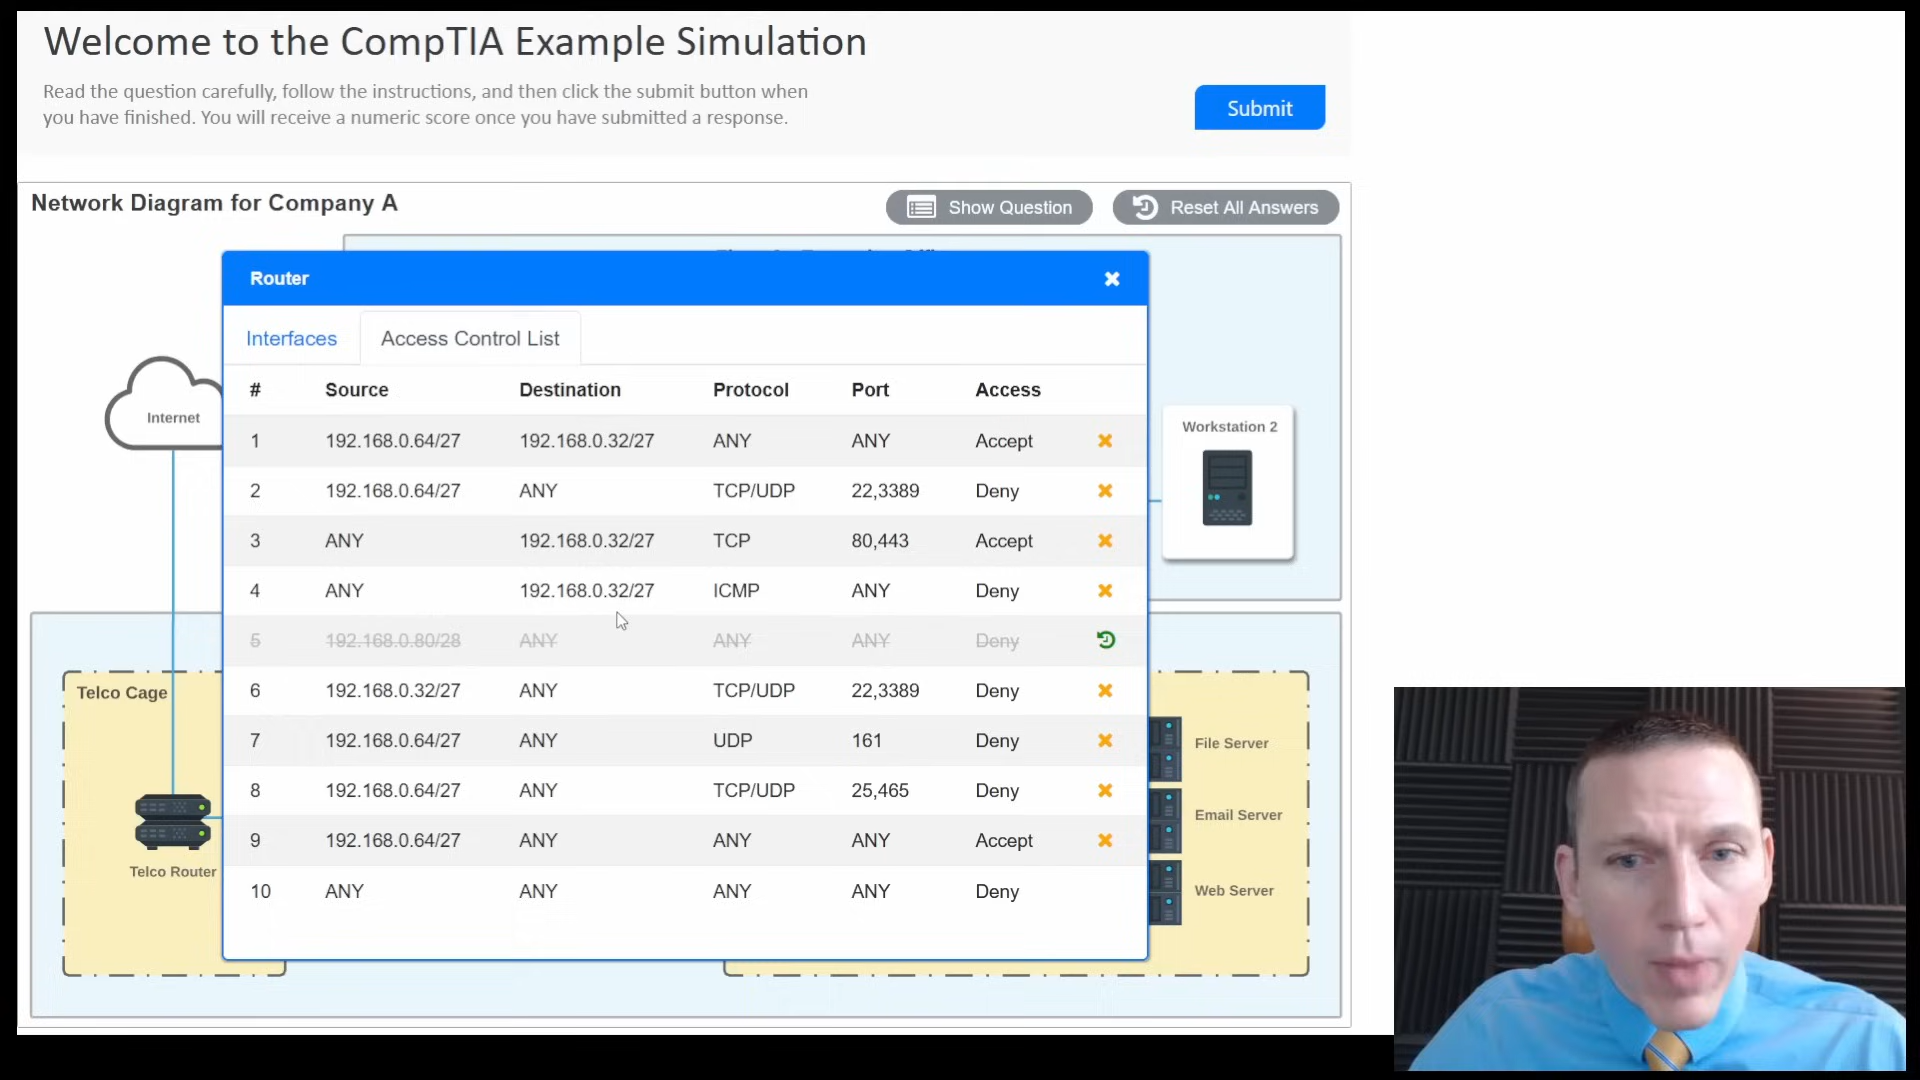 Welcome to the CompTIA Example Simulation
Read the question carefully, follow the instructions, and then click the submit button when
you have finished. You will receive a numeric score once you have submitted a response.
Submit
Network Diagram for Company A
Show Question
Reset All Answers
Router
Interfaces
Access Control List
# Source Destination Protocol Port Access
1 192.168.0.64/27 192.168.0.32/27 ANY ANY Accept
2 192.168.0.64/27 ANY TCP/UDP 22,3389 Deny
3 ANY 192.168.0.32/27 TCP 80,443 Accept
4 ANY 192.168.0.32/27 ICMP ANY Deny
5 192.168.0.80/28 ANY ANY ANY Deny
6 192.168.0.32/27 ANY TCP/UDP 22,3389 Deny
7 192.168.0.64/27 ANY UDP 161 Deny
8 192.168.0.64/27 ANY TCP/UDP 25,465 Deny
9 192.168.0.64/27 ANY ANY ANY Accept
10 ANY ANY ANY ANY Deny
Internet
Workstation 2
Telco Cage
Telco Router
File Server
Email Server
Web Server